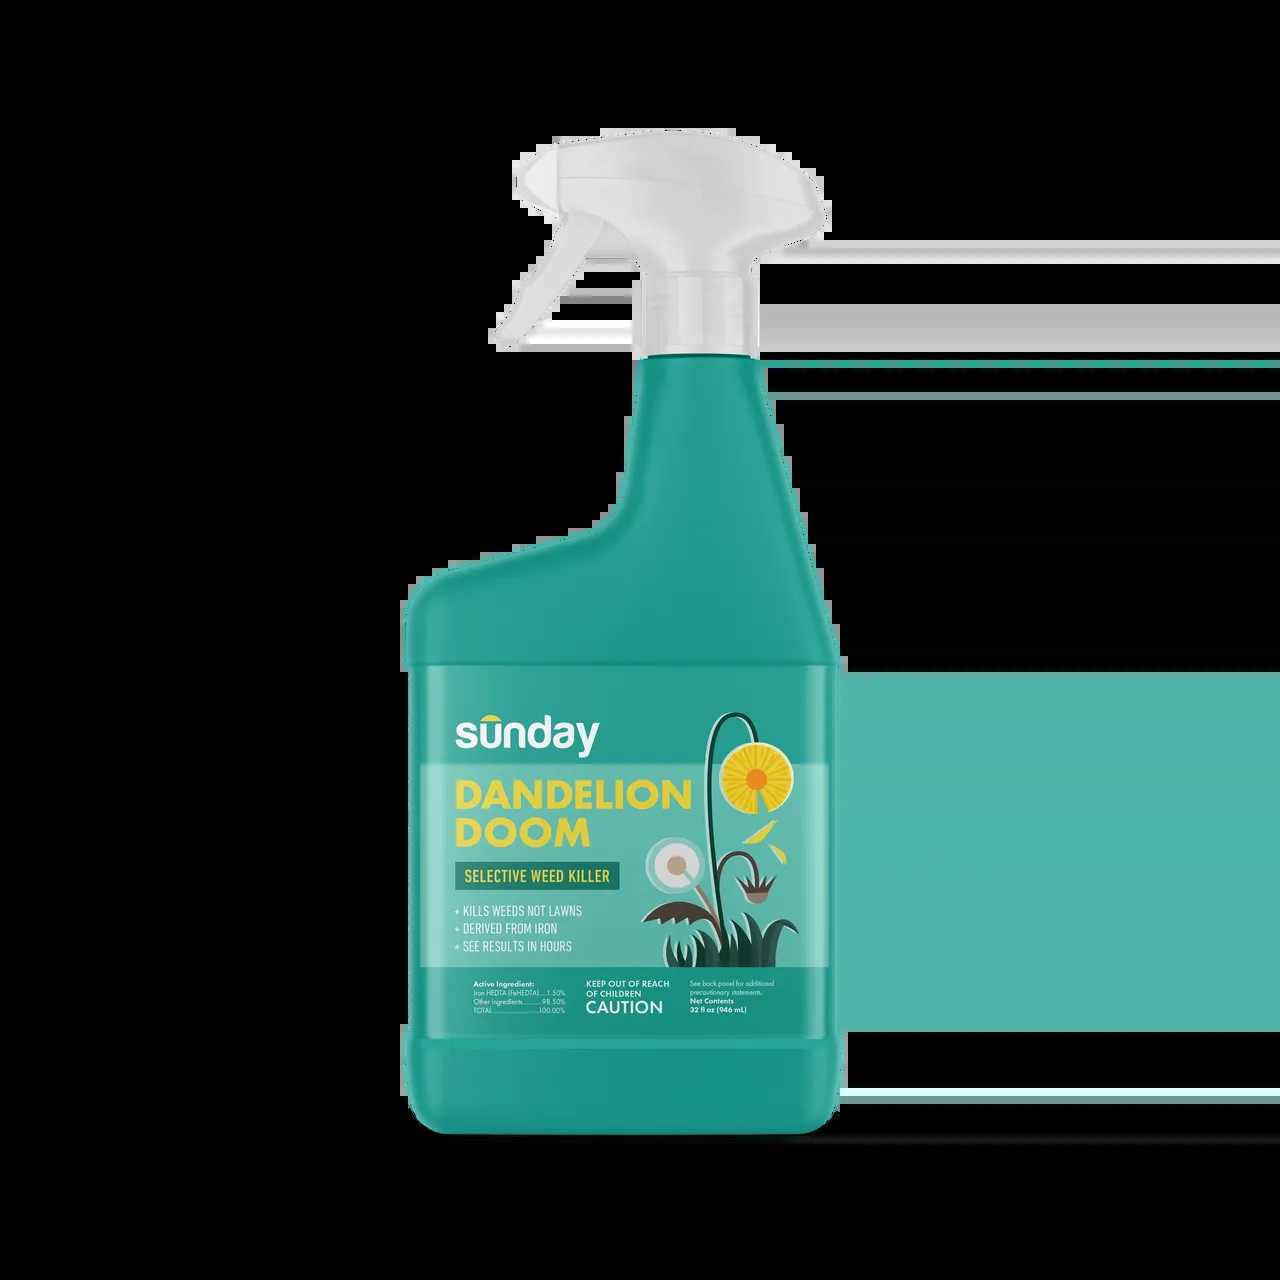 sunday
DANDELION
DOOM
SELECTIVE WEED KILLER
+ KILLS WEEDS NOT LAWNS
+ DERIVED FROM IRON
+ SEE RESULTS IN HOURS
Active Ingredient:
Iron HEDTA (FeHEDTA).....1.50%
Other Ingredients..........98.50%
TOTAL........................100.00%
KEEP OUT OF REACH
OF CHILDREN
CAUTION
See back panel for additional
precautionary statements.
Net Contents
32 fl oz (946 mL)